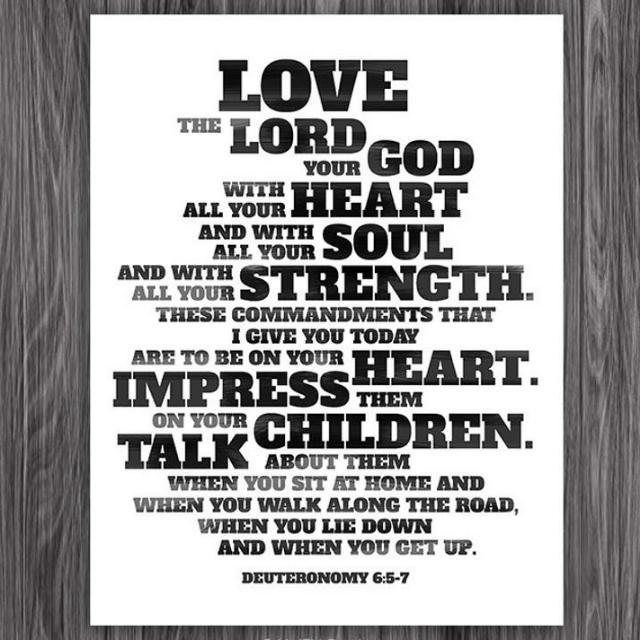 LOVE
THE LORD
YOUR GOD
WITH
ALL YOUR HEART
AND WITH
ALL YOUR SOUL
AND WITH
ALL YOUR STRENGTH.
THESE COMMANDMENTS THAT
I GIVE YOU TODAY
ARE TO BE ON YOUR HEART.
IMPRESS THEM
ON YOUR CHILDREN.
TALK ABOUT THEM
WHEN YOU SIT AT HOME AND
WHEN YOU WALK ALONG THE ROAD,
WHEN YOU LIE DOWN
AND WHEN YOU GET UP.
DEUTERONOMY 6:5-7